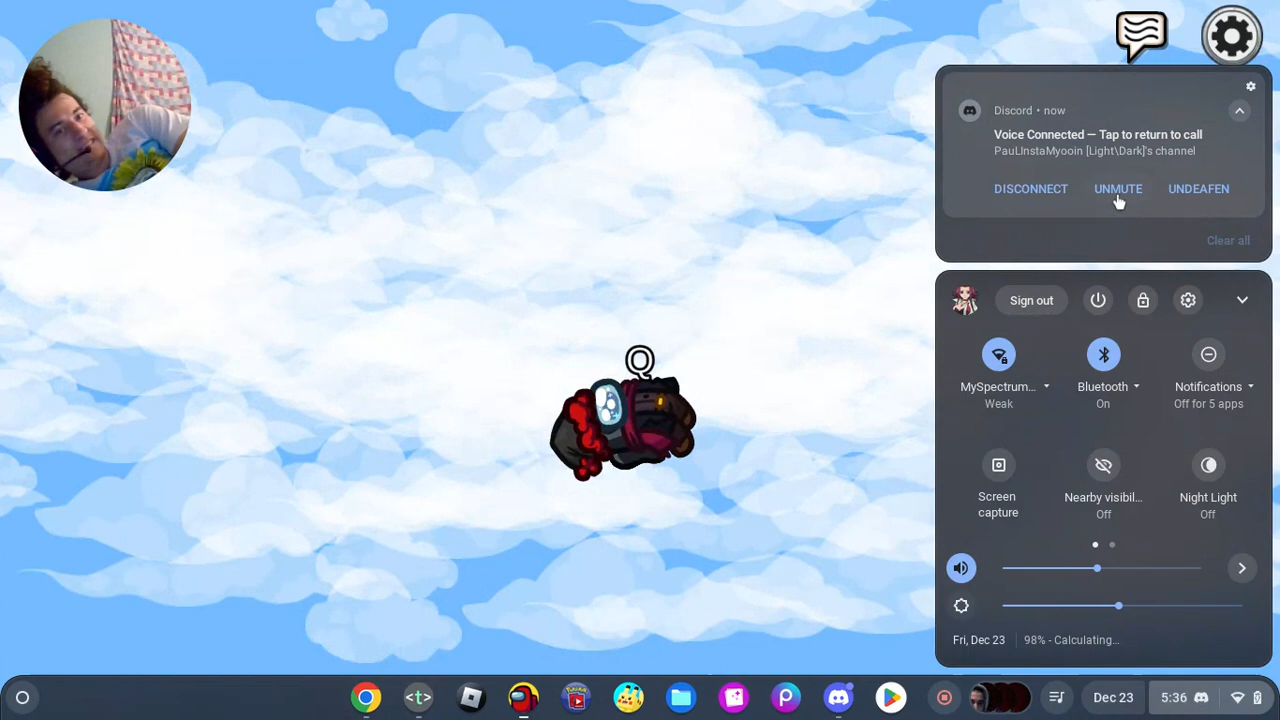 Discord • now
Voice Connected — Tap to return to call
PauLInstaMyooin [Light\Dark]'s channel
DISCONNECT UNMUTE UNDEAFEN
Clear all
Sign out
Q
MySpectrum... Bluetooth Notifications
Weak On Off for 5 apps
Screen capture Nearby visibil... Night Light
Off Off
Fri, Dec 23 98% - Calculating...
<t> Dec 23 5:36